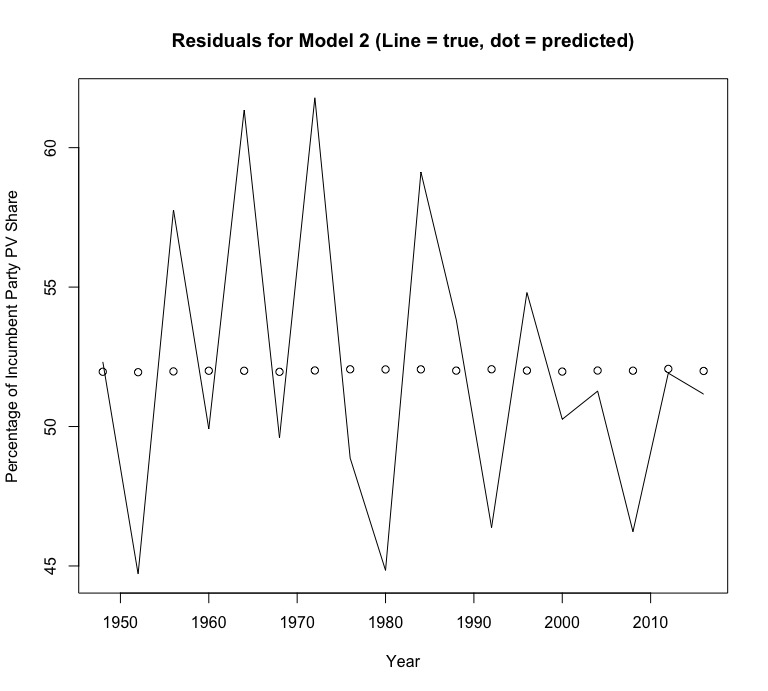 Residuals for Model 2 (Line = true, dot = predicted)
Percentage of Incumbent Party PV Share
60
55
50
45
1950 1960 1970 1980 1990 2000 2010
Year